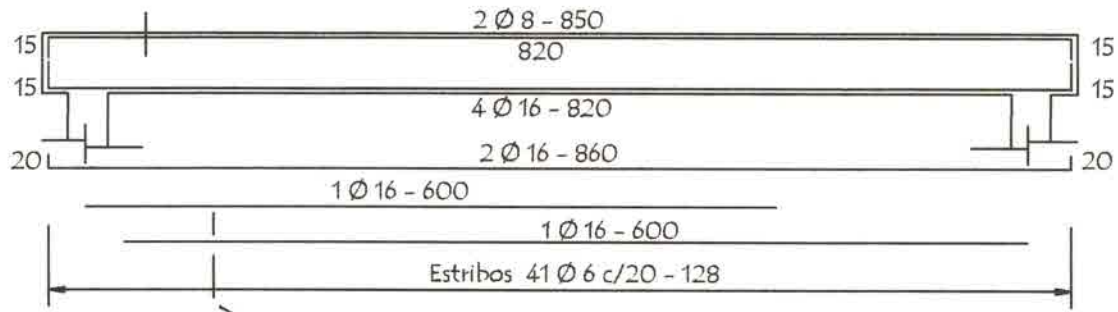 2 Ø 8 - 850
15 820 15
15 15
4 Ø 16 - 820
20 2 Ø 16 - 860 20
1 Ø 16 - 600
1 Ø 16 - 600
Estribos 41 Ø 6 c/20 - 128